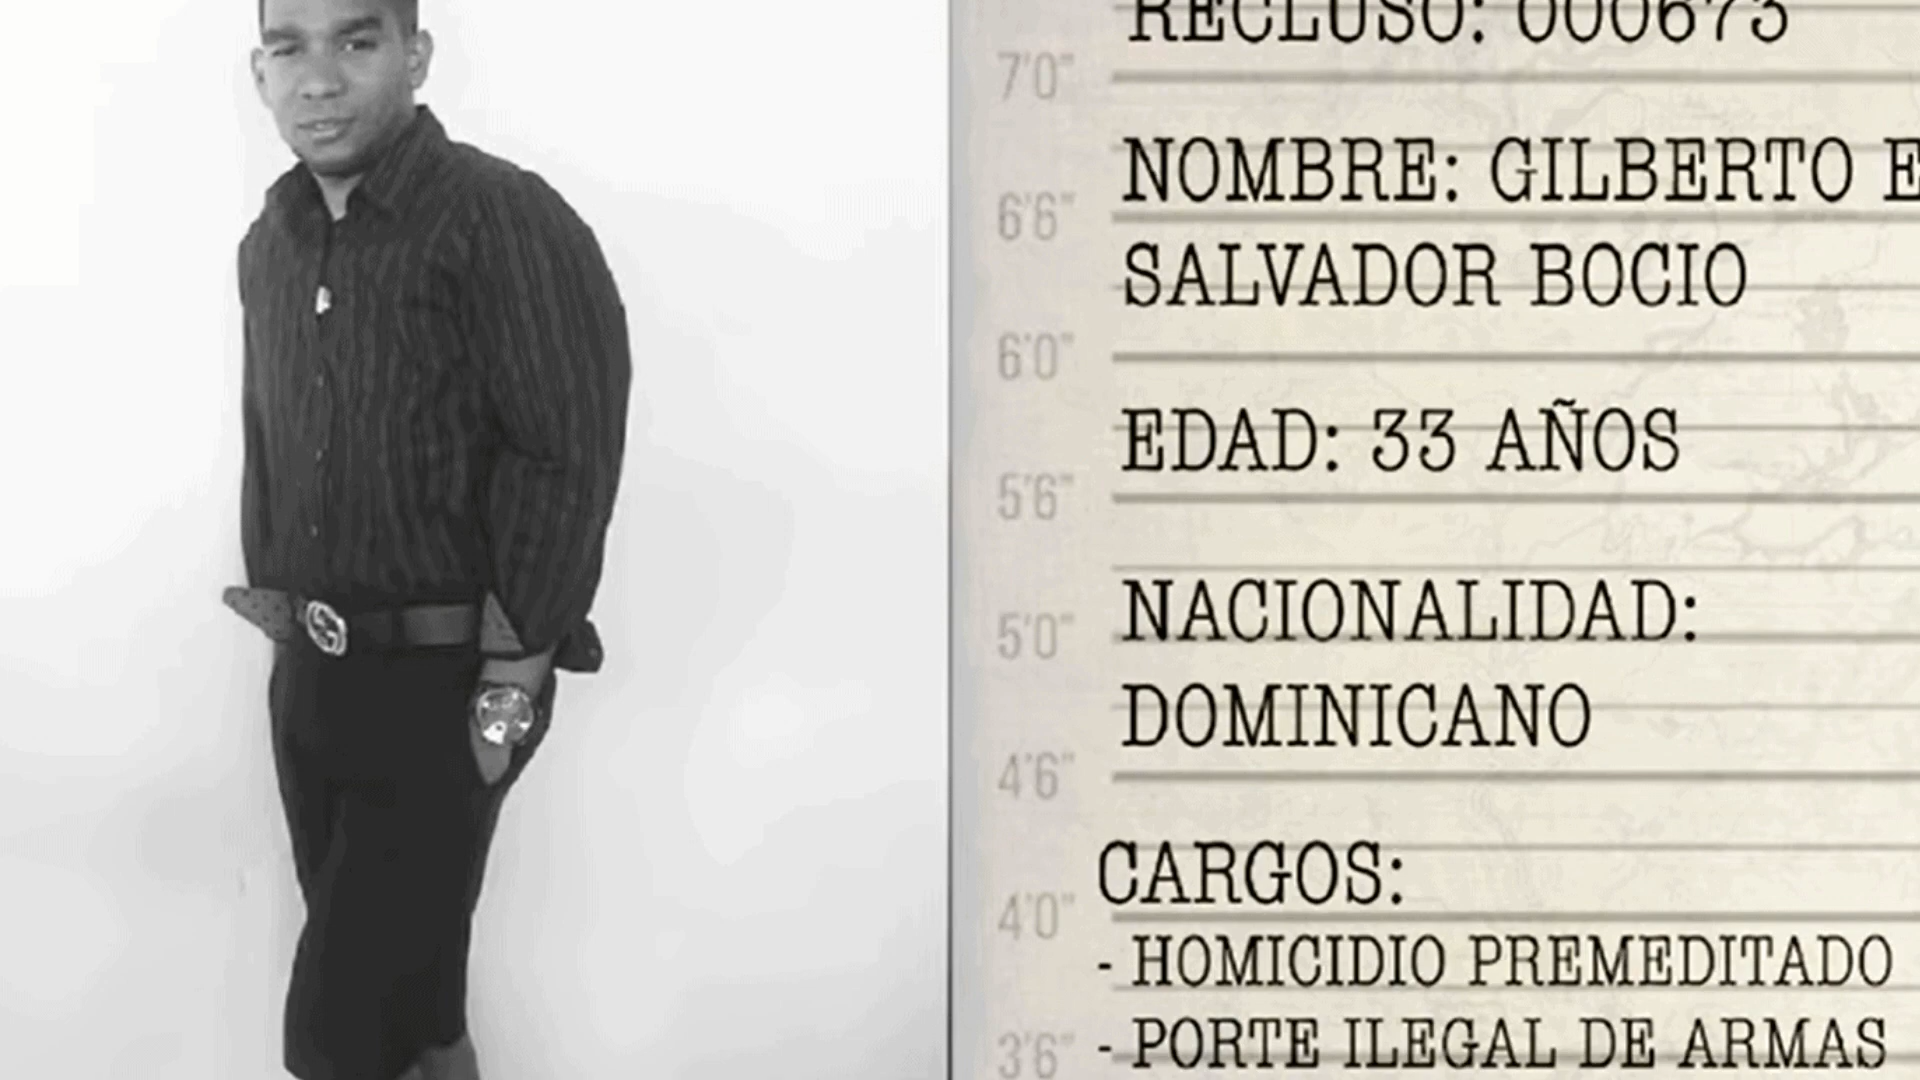 RECLUSO: 000673
7'0"
NOMBRE: GILBERTO E
6'6"
SALVADOR BOCIO
6'0"
EDAD: 33 AÑOS
5'6"
NACIONALIDAD:
5'0"
DOMINICANO
4'6"
CARGOS:
4'0"
- HOMICIDIO PREMEDITADO
- PORTE ILEGAL DE ARMAS
3'6"